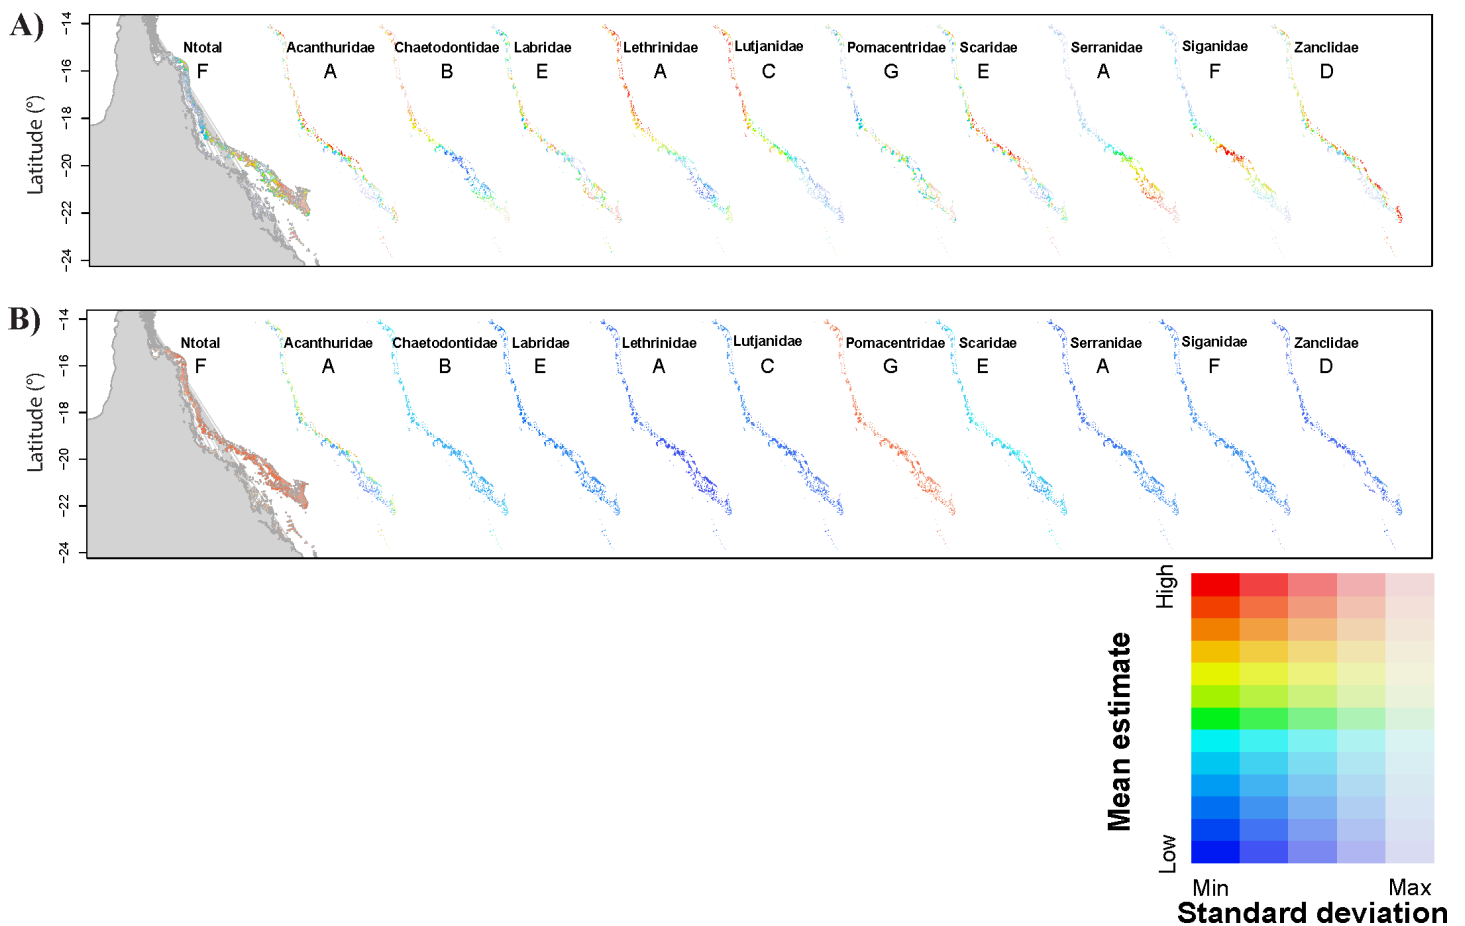 A)
Latitude (°)
−14
−16
−18
−20
−22
−24
Ntotal Acanthuridae Chaetodontidae Labridae Lethrinidae Lutjanidae Pomacentridae Scaridae Serranidae Siganidae Zanclidae
F A B E A C G E A F D
B)
Latitude (°)
−14
−16
−18
−20
−22
−24
Ntotal Acanthuridae Chaetodontidae Labridae Lethrinidae Lutjanidae Pomacentridae Scaridae Serranidae Siganidae Zanclidae
F A B E A C G E A F D
High
Mean estimate
Low
Min Max
Standard deviation